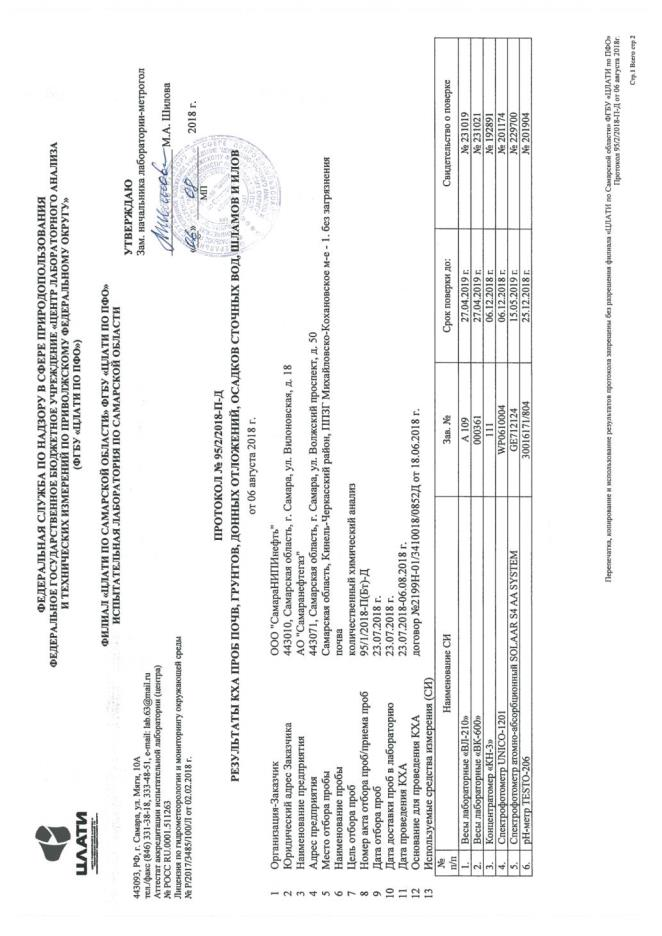 ФЕДЕРАЛЬНАЯ СЛУЖБА ПО НАДЗОРУ В СФЕРЕ ПРИРОДОПОЛЬЗОВАНИЯ
ФЕДЕРАЛЬНОЕ ГОСУДАРСТВЕННОЕ БЮДЖЕТНОЕ УЧРЕЖДЕНИЕ «ЦЕНТР ЛАБОРАТОРНОГО АНАЛИЗА
И ТЕХНИЧЕСКИХ ИЗМЕРЕНИЙ ПО ПРИВОЛЖСКОМУ ФЕДЕРАЛЬНОМУ ОКРУГУ»
(ФГБУ «ЦЛАТИ ПО ПФО»)
ЦЛАТИ
ФИЛИАЛ «ЦЛАТИ ПО САМАРСКОЙ ОБЛАСТИ» ФГБУ «ЦЛАТИ ПО ПФО»
ИСПЫТАТЕЛЬНАЯ ЛАБОРАТОРИЯ ПО САМАРСКОЙ ОБЛАСТИ
443093, РФ, г. Самара, ул. Мяги, 10А
тел./факс (846) 331-38-18, 333-48-51, e-mail: lab.63@mail.ru
Аттестат аккредитации испытательной лаборатории (центра)
№ РОСС RU.0001.511263
Лицензии по гидрометеорологии и мониторингу окружающей среды
№ Р/2017/3485/100/Л от 02.02.2018 г.
УТВЕРЖДАЮ
Зам. начальника лаборатории-метролог
М.А. Шилова
«06» 08 2018 г.
МП
ПРОТОКОЛ № 95/2/2018-П-Д
РЕЗУЛЬТАТЫ КХА ПРОБ ПОЧВ, ГРУНТОВ, ДОННЫХ ОТЛОЖЕНИЙ, ОСАДКОВ СТОЧНЫХ ВОД, ШЛАМОВ И ИЛОВ
от 06 августа 2018 г.
1 Организация-Заказчик ООО "СамараНИПИнефть"
2 Юридический адрес Заказчика 443010, Самарская область, г. Самара, ул. Вилоновская, д. 18
3 Наименование предприятия АО "Самаранефтегаз"
4 Адрес предприятия 443071, Самарская область, г. Самара, ул. Волжский проспект, д. 50
5 Место отбора пробы Самарская область, Кинель-Черкасский район, ППЗГ Михайловско-Кохановское м-е - 1. без загрязнения
6 Наименование пробы почва
7 Цель отбора проб количественный химический анализ
8 Номер акта отбора проб/приема проб 95/1/2018-П(Бт)-Д
9 Дата отбора проб 23.07.2018 г.
10 Дата доставки проб в лабораторию 23.07.2018 г.
11 Дата проведения КХА 23.07.2018-06.08.2018 г.
12 Основание для проведения КХА договор №2199Н-01/3410018/0852Д от 18.06.2018 г.
13 Используемые средства измерения (СИ)
№ п/п Наименование СИ Зав. № Срок поверки до: Свидетельство о поверке
1. Весы лабораторные «ВЛ-210» А 109 27.04.2019 г. № 231019
2. Весы лабораторные «ВК-600» 000361 27.04.2019 г. № 231021
3. Концентратомер «КН-3» 111 06.12.2018 г. № 192891
4. Спектрофотометр UNICO-1201 WP0610004 06.12.2018 г. № 201174
5. Спектрофотометр атомно-абсорбционный SOLAAR S4 AA SYSTEM GE712124 15.05.2019 г. № 229700
6. pH-метр TESTO-206 30016171/804 25.12.2018 г. № 201904
Перепечатка, копирование и использование результатов протокола запрещены без разрешения филиала «ЦЛАТИ по Самарской области» ФГБУ «ЦЛАТИ по ПФО»
Протокол 95/2/2018-П-Д от 06 августа 2018г.
Стр.1 Всего стр 2